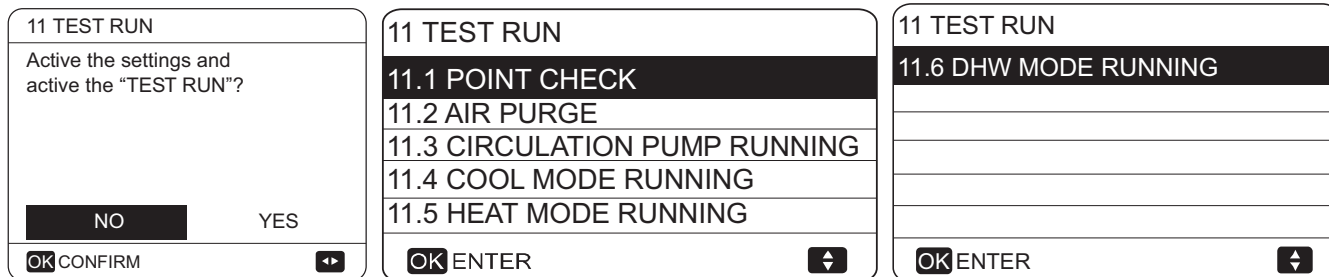 11 TEST RUN
Active the settings and
active the “TEST RUN”?
NO YES
OK CONFIRM
11 TEST RUN
11.1 POINT CHECK
11.2 AIR PURGE
11.3 CIRCULATION PUMP RUNNING
11.4 COOL MODE RUNNING
11.5 HEAT MODE RUNNING
OK ENTER
11 TEST RUN
11.6 DHW MODE RUNNING
OK ENTER